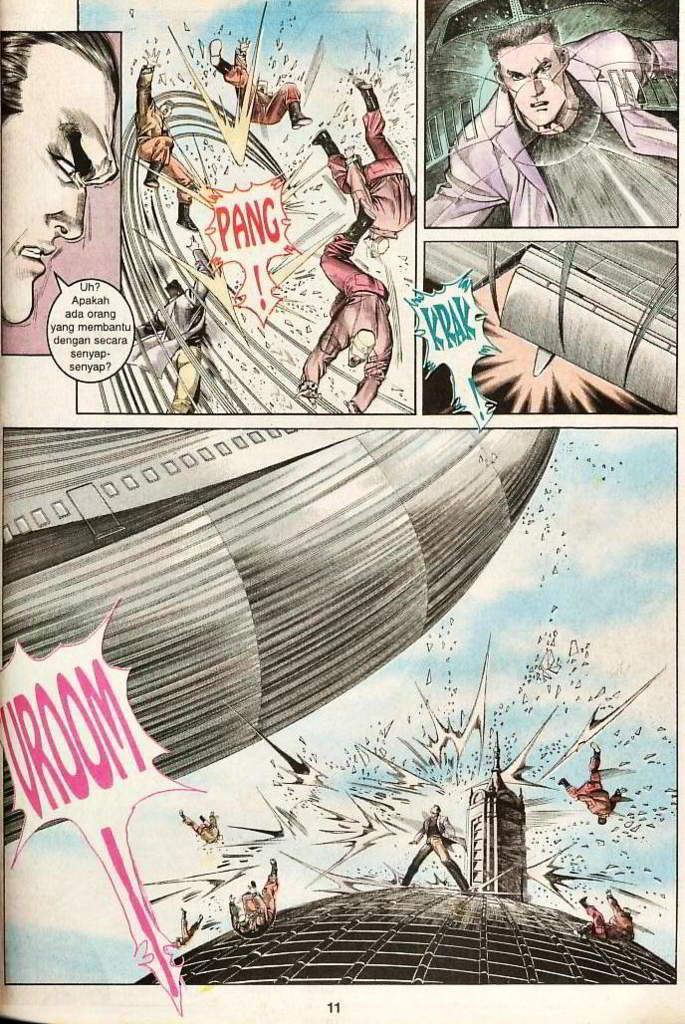 Uh?
Apakah
ada orang
yang membantu
dengan secara
senyap-
senyap?
PANG
!
KRAK
!
VROOM
!
11